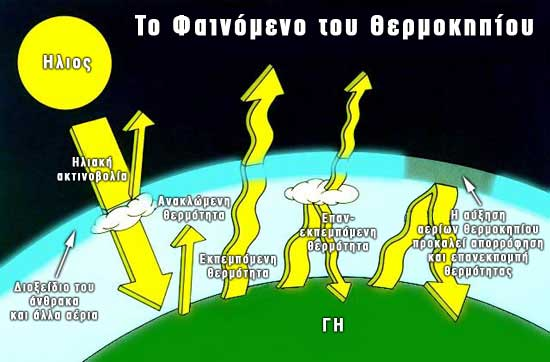 Το Φαινόμενο του Θερμοκηπίου
Ηλιος
Ηλιακή
ακτινοβολία
Ανακλώμενη
θερμότητα
Εκπεμπόμενη
θερμότητα
Επαν-
εκπεμπόμενη
θερμότητα
Η αύξηση
αερίων θερμοκηπίου
προκαλεί απορρόφηση
και επανεκπομπή
θερμότητας
Διοξείδιο του
άνθρακα
και άλλα αέρια
ΓΗ